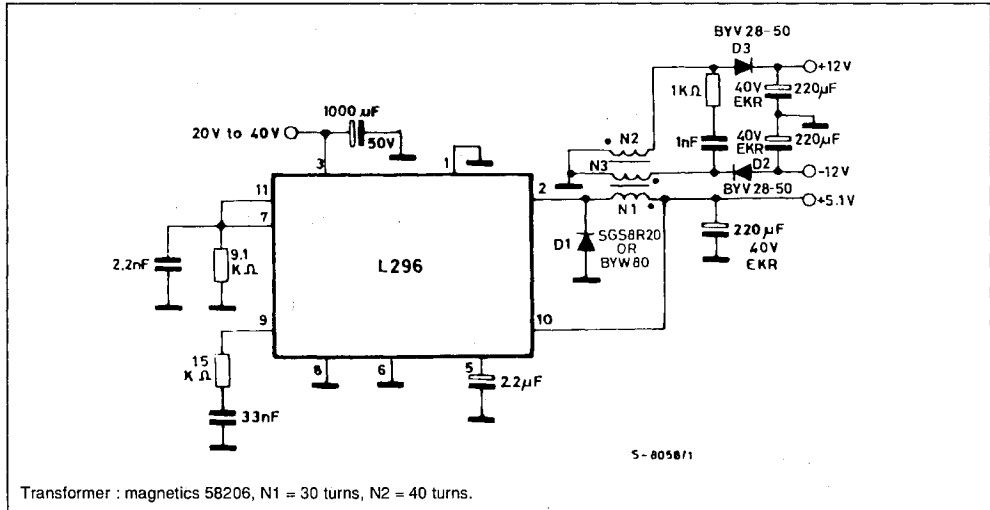 BYV 28-50
D3
+12V
1KΩ
40V
EKR
220µF
1000 µF
50V
20V to 40V
N2
1nF
40V
EKR
220µF
3
1
N3
D2
-12V
BYV 28-50
11
2
+5.1V
N1
7
D1
SGS8R20
OR
BYW80
220µF
40V
EKR
2.2nF
9.1
KΩ
L296
9
10
15
KΩ
8
6
5
2.2µF
33nF
S-8058/1
Transformer : magnetics 58206, N1 = 30 turns, N2 = 40 turns.